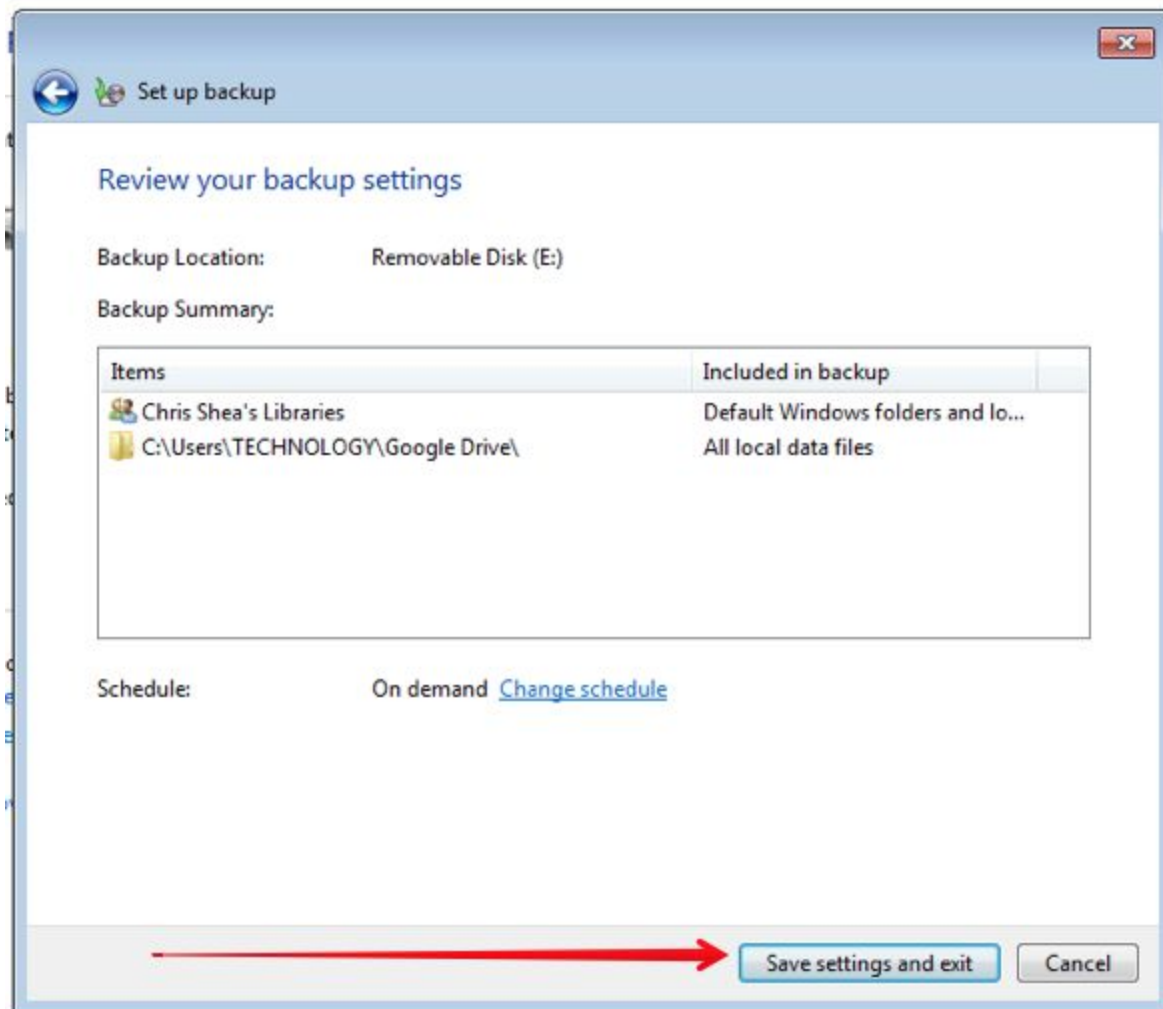 Set up backup
Review your backup settings
Backup Location: Removable Disk (E:)
Backup Summary:
Items Included in backup
Chris Shea's Libraries Default Windows folders and lo...
C:\Users\TECHNOLOGY\Google Drive\ All local data files
Schedule: On demand Change schedule
Save settings and exit Cancel